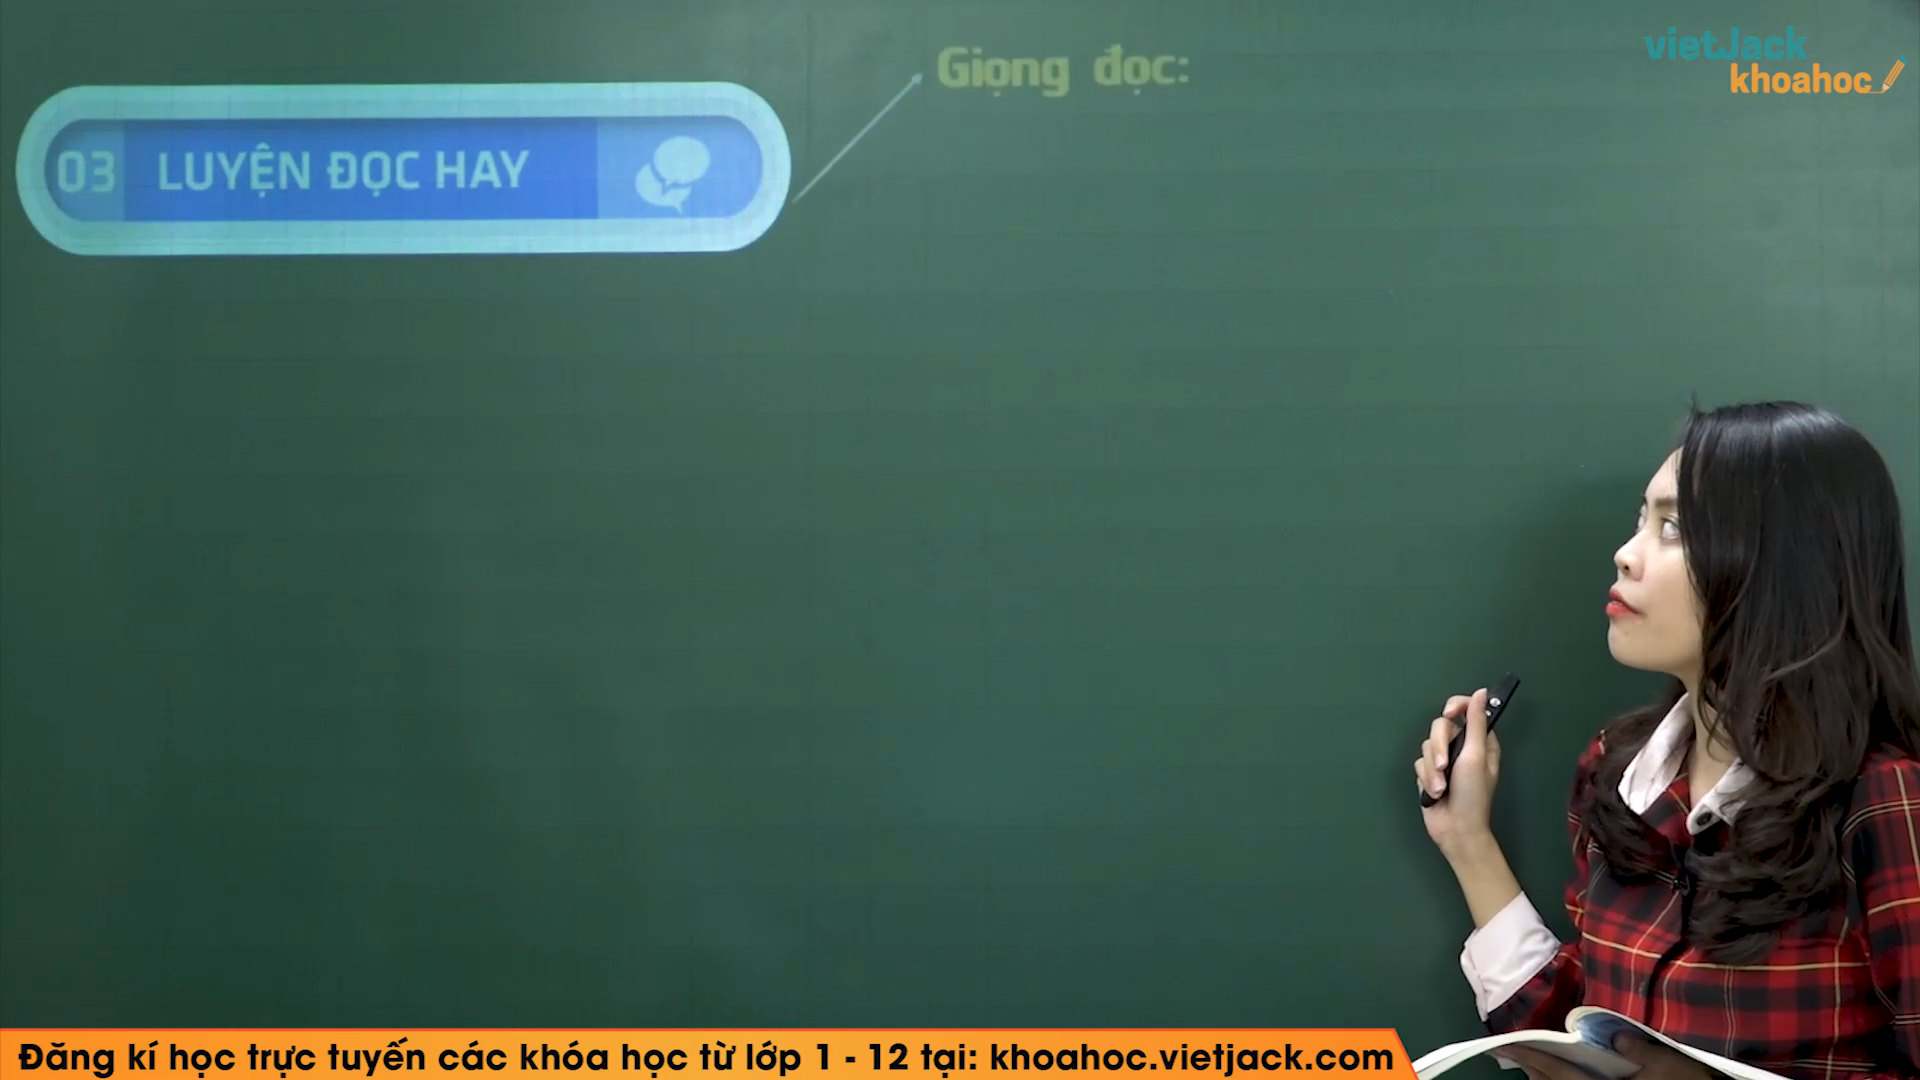 Giọng đọc:
vietJack
khoahoc
03 LUYỆN ĐỌC HAY
Đăng kí học trực tuyến các khóa học từ lớp 1 - 12 tại: khoahoc.vietjack.com